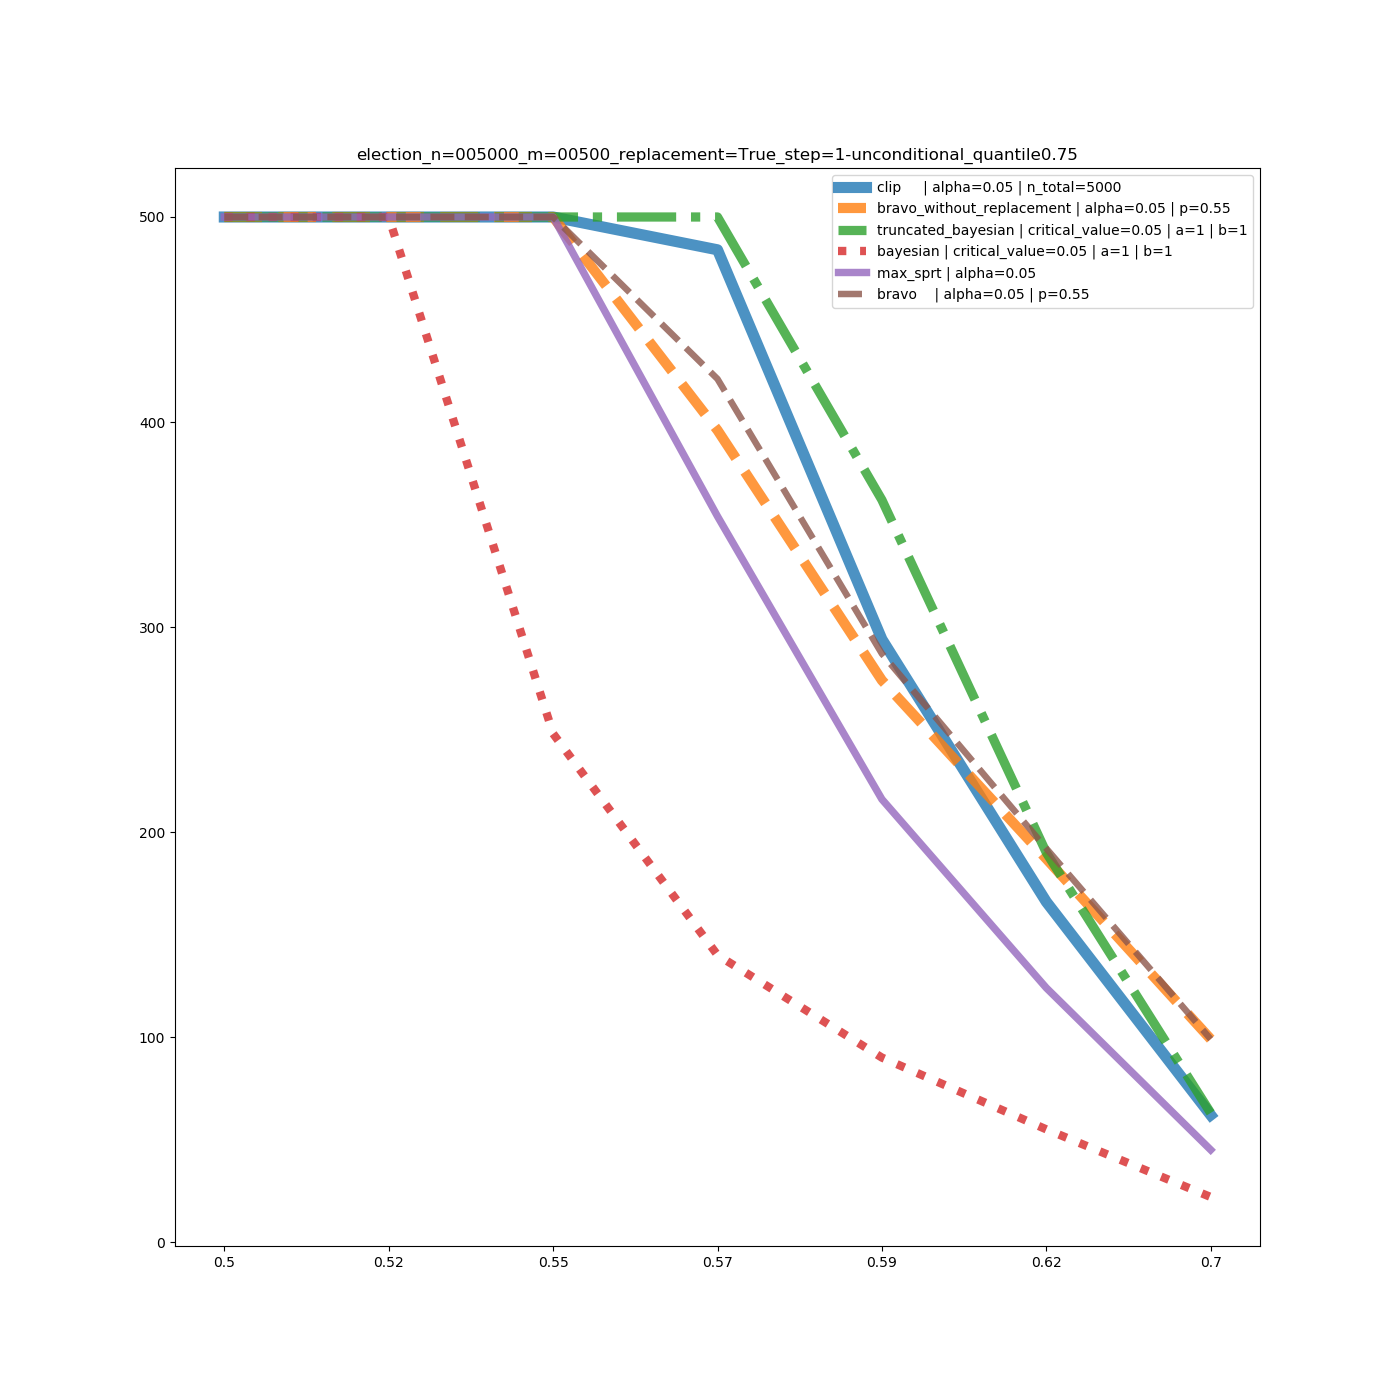 election_n=005000_m=00500_replacement=True_step=1-unconditional_quantile0.75
clip | alpha=0.05 | n_total=5000
bravo_without_replacement | alpha=0.05 | p=0.55
truncated_bayesian | critical_value=0.05 | a=1 | b=1
bayesian | critical_value=0.05 | a=1 | b=1
max_sprt | alpha=0.05
bravo | alpha=0.05 | p=0.55
500
400
300
200
100
0
0.5 0.52 0.55 0.57 0.59 0.62 0.7